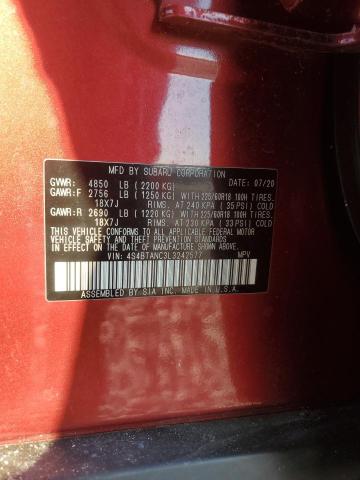 MFD BY SUBARU CORPORATION
GVWR: 4850 LB (2200 KG) DATE: 07/20
GAWR:F 2756 LB (1250 KG) WITH 225/60R18 100H TIRES,
18X7J RIMS AT 240 KPA (35 PSI) COLD
GAWR:R 2690 LB (1220 KG) WITH 225/60R18 100H TIRES,
18X7J RIMS AT 230 KPA (33 PSI) COLD
THIS VEHICLE CONFORMS TO ALL APPLICABLE FEDERAL MOTOR
VEHICLE SAFETY, BUMPER, AND THEFT PREVENTION STANDARDS
IN EFFECT ON THE DATE OF MANUFACTURE SHOWN ABOVE.
VIN: 4S4BTANC3L3242577 MPV
ASSEMBLED BY SIA INC. IN U.S.A.